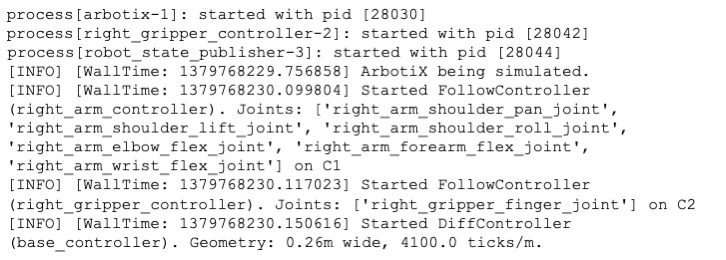 process[arbotix-1]: started with pid [28030]
process[right_gripper_controller-2]: started with pid [28042]
process[robot_state_publisher-3]: started with pid [28044]
[INFO] [WallTime: 1379768229.756858] ArbotiX being simulated.
[INFO] [WallTime: 1379768230.099804] Started FollowController
(right_arm_controller). Joints: ['right_arm_shoulder_pan_joint',
'right_arm_shoulder_lift_joint', 'right_arm_shoulder_roll_joint',
'right_arm_elbow_flex_joint', 'right_arm_forearm_flex_joint',
'right_arm_wrist_flex_joint'] on C1
[INFO] [WallTime: 1379768230.117023] Started FollowController
(right_gripper_controller). Joints: ['right_gripper_finger_joint'] on C2
[INFO] [WallTime: 1379768230.150616] Started DiffController
(base_controller). Geometry: 0.26m wide, 4100.0 ticks/m.